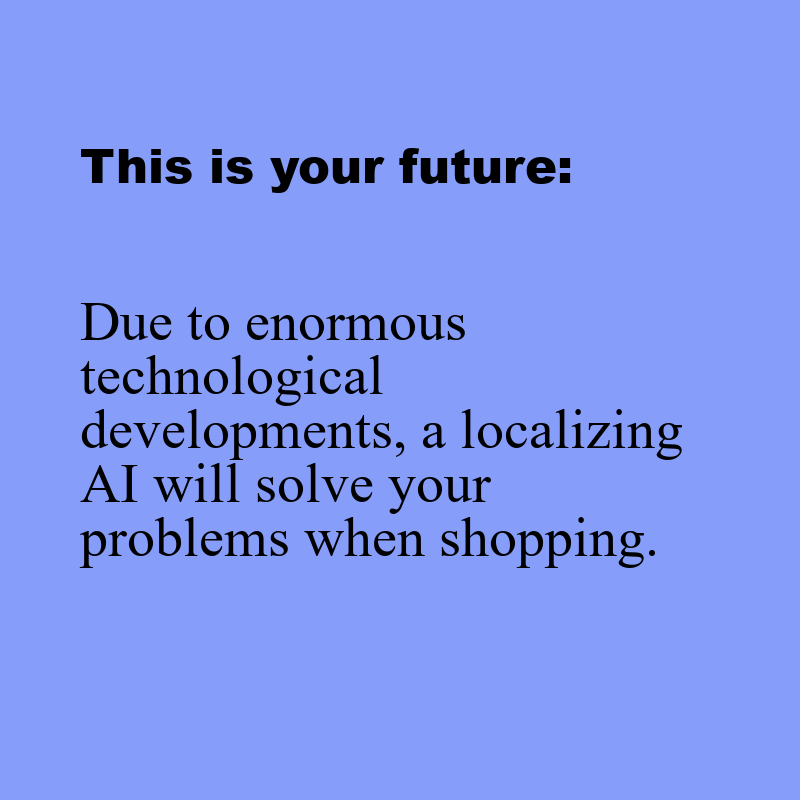 This is your future:
Due to enormous
technological
developments, a localizing
AI will solve your
problems when shopping.